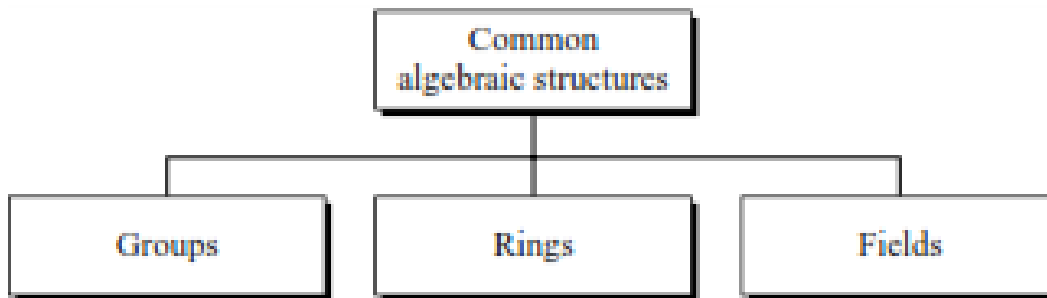 Common
algebraic structures
Groups
Rings
Fields